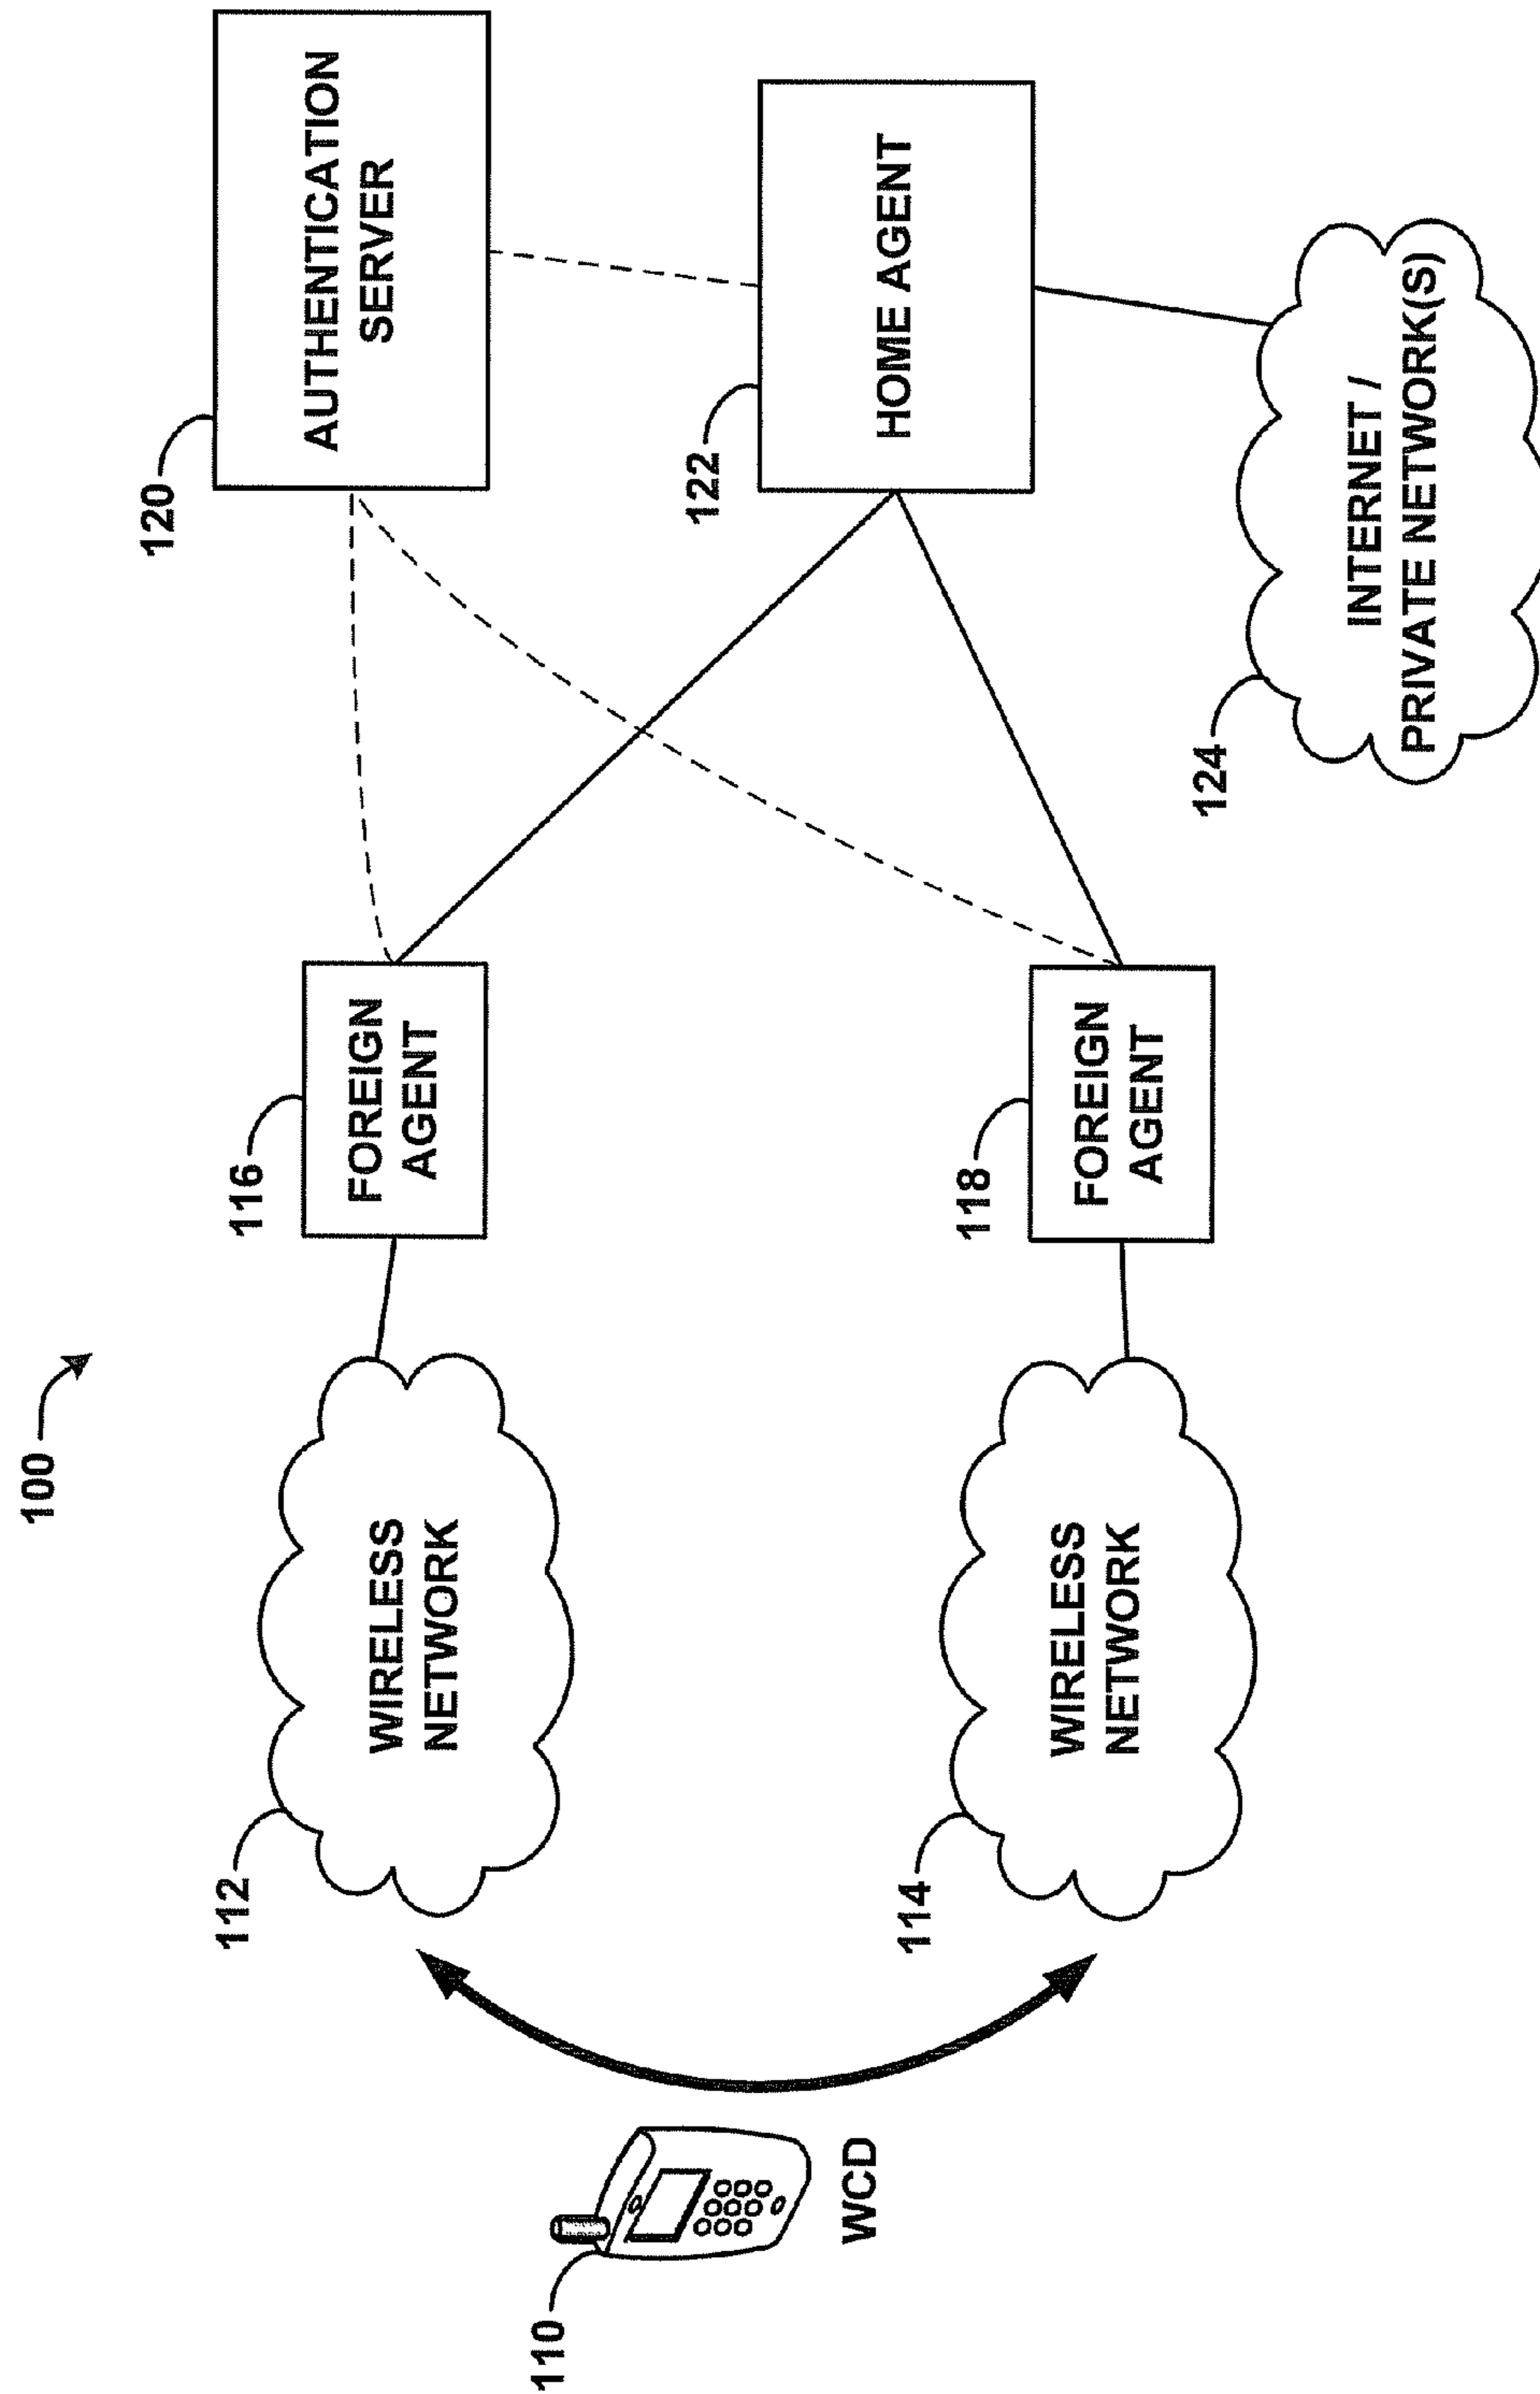 100
120
AUTHENTICATION
SERVER
116
FOREIGN
AGENT
112
WIRELESS
NETWORK
122
HOME AGENT
110
WCD
118
FOREIGN
AGENT
114
WIRELESS
NETWORK
124
INTERNET /
PRIVATE NETWORK(S)